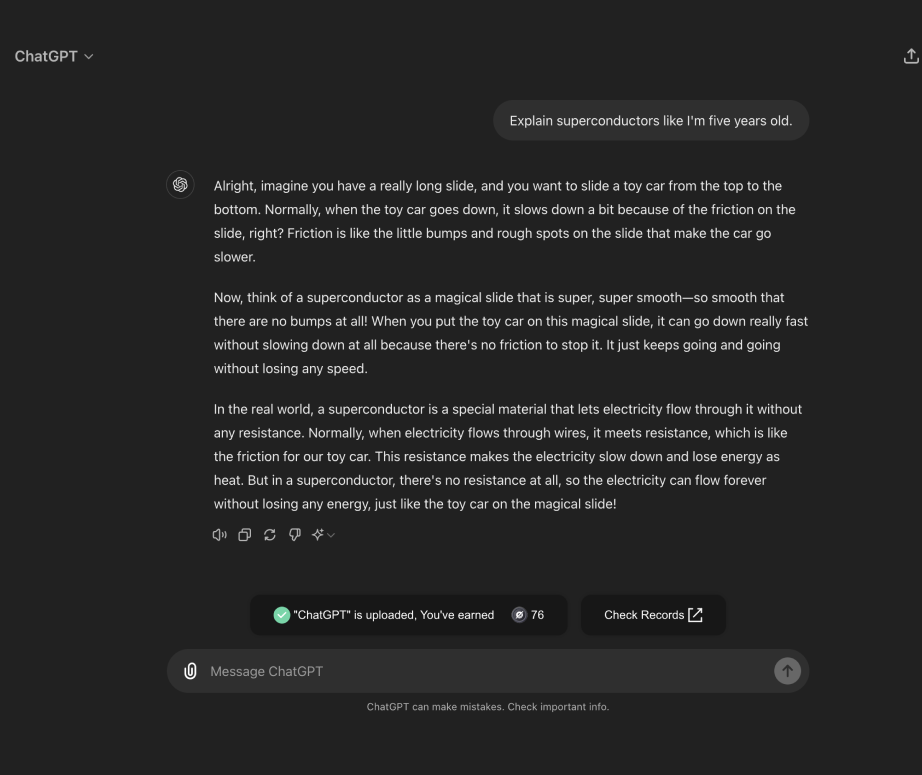 ChatGPT
Explain superconductors like I'm five years old.
Alright, imagine you have a really long slide, and you want to slide a toy car from the top to the
bottom. Normally, when the toy car goes down, it slows down a bit because of the friction on the
slide, right? Friction is like the little bumps and rough spots on the slide that make the car go
slower.
Now, think of a superconductor as a magical slide that is super, super smooth—so smooth that
there are no bumps at all! When you put the toy car on this magical slide, it can go down really fast
without slowing down at all because there's no friction to stop it. It just keeps going and going
without losing any speed.
In the real world, a superconductor is a special material that lets electricity flow through it without
any resistance. Normally, when electricity flows through wires, it meets resistance, which is like
the friction for our toy car. This resistance makes the electricity slow down and lose energy as
heat. But in a superconductor, there's no resistance at all, so the electricity can flow forever
without losing any energy, just like the toy car on the magical slide!
"ChatGPT" is uploaded, You've earned 76
Check Records
Message ChatGPT
ChatGPT can make mistakes. Check important info.